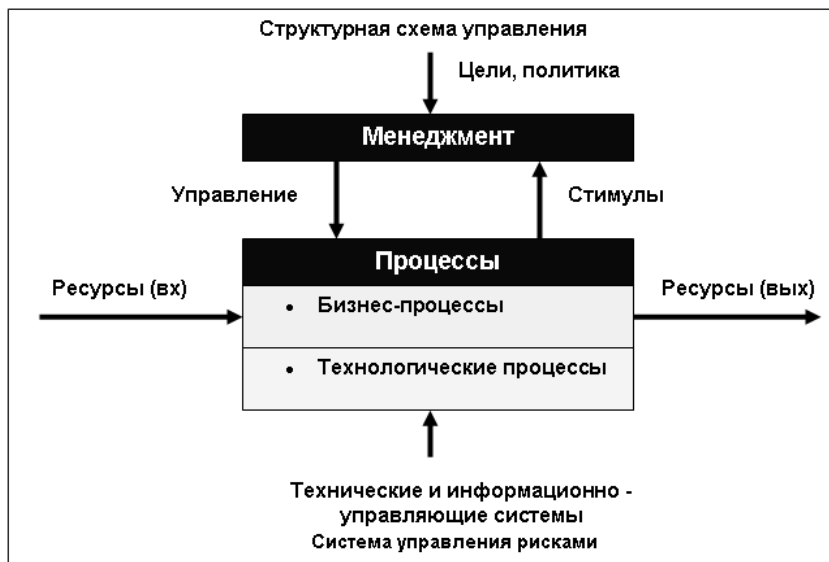 Структурная схема управления
Цели, политика
Менеджмент
Управление
Стимулы
Процессы
Ресурсы (вх)
Ресурсы (вых)
• Бизнес-процессы
• Технологические процессы
Технические и информационно -
управляющие системы
Система управления рисками